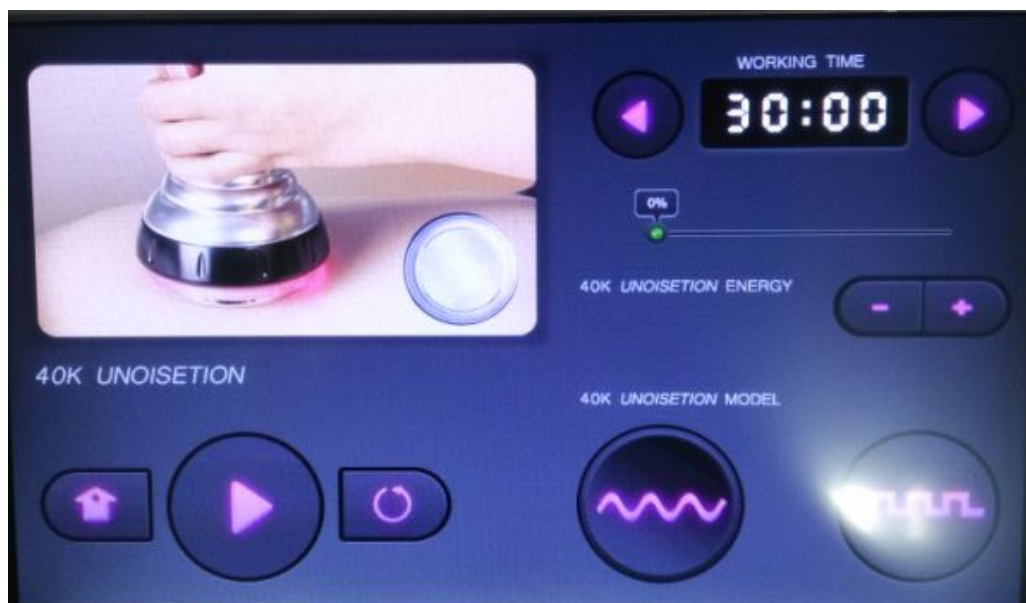 WORKING TIME
30:00
0%
40K UNOISETION ENERGY
40K UNOISETION
40K UNOISETION MODEL